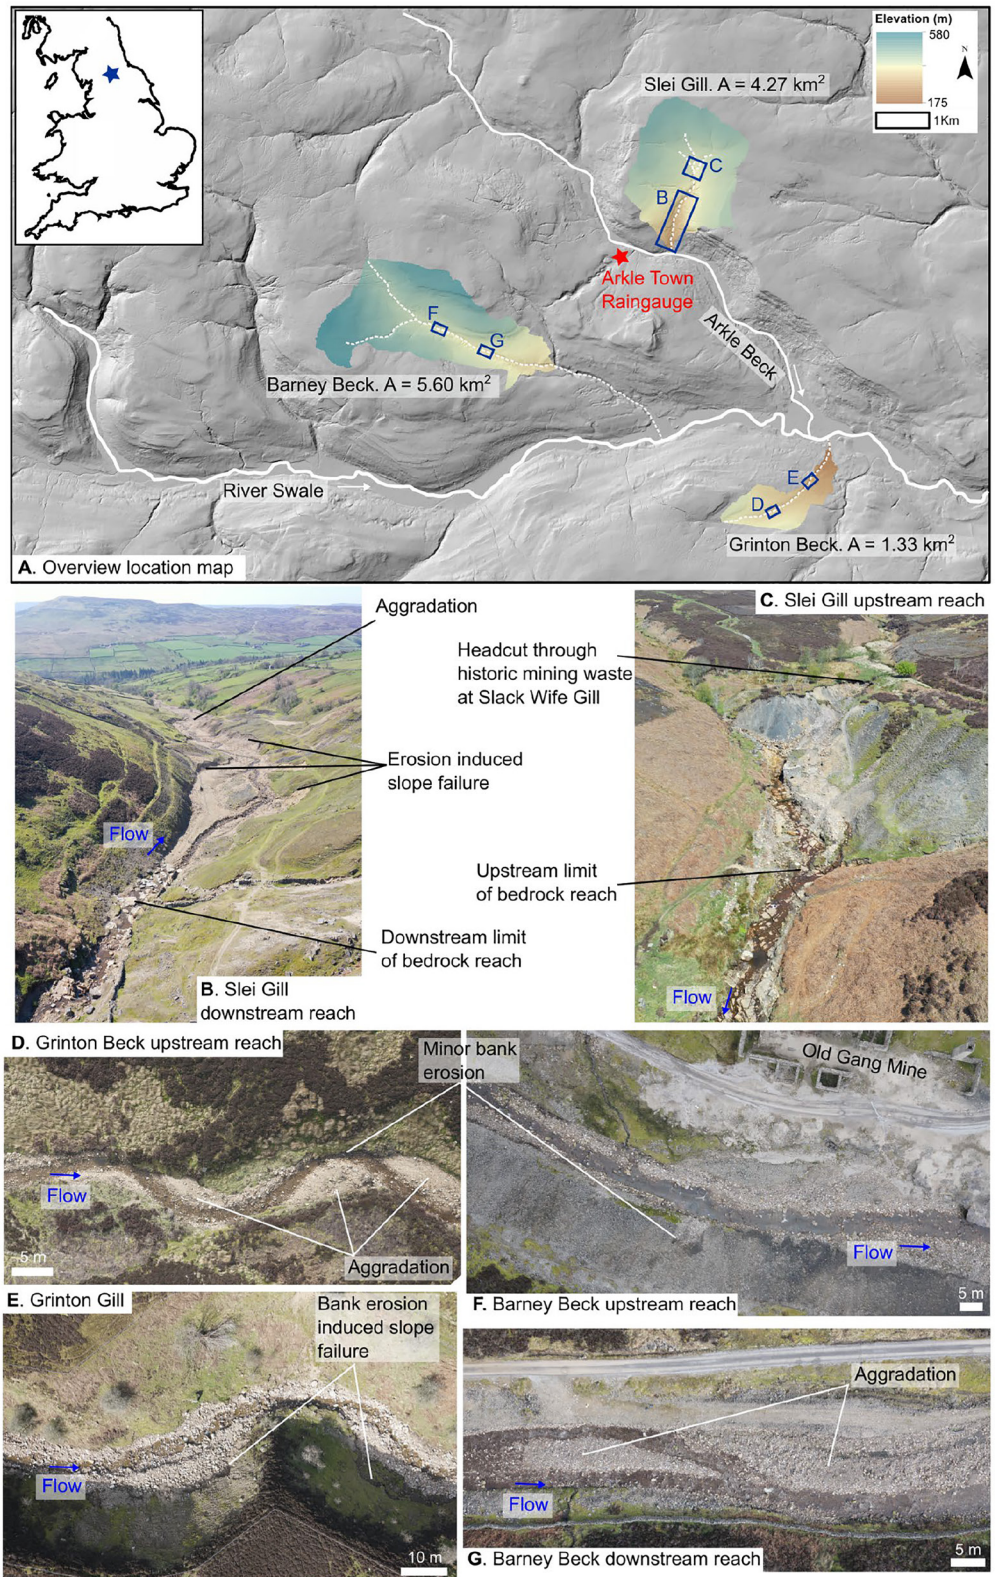 Elevation (m)
580
175
1Km
N
Slei Gill. A = 4.27 km²
C
B
Arkle Town
Raingauge
Arkle Beck
F
G
Barney Beck. A = 5.60 km²
River Swale
E
D
Grinton Beck. A = 1.33 km²
A. Overview location map
Aggradation
C. Slei Gill upstream reach
Headcut through
historic mining waste
at Slack Wife Gill
Erosion induced
slope failure
Flow
Upstream limit
of bedrock reach
Downstream limit
of bedrock reach
Flow
B. Slei Gill
downstream reach
D. Grinton Beck upstream reach
Minor bank
erosion
Old Gang Mine
Flow
Aggradation
5 m
Flow
5 m
F. Barney Beck upstream reach
E. Grinton Gill
Bank erosion
induced slope
failure
Flow
10 m
Aggradation
Flow
5 m
G. Barney Beck downstream reach